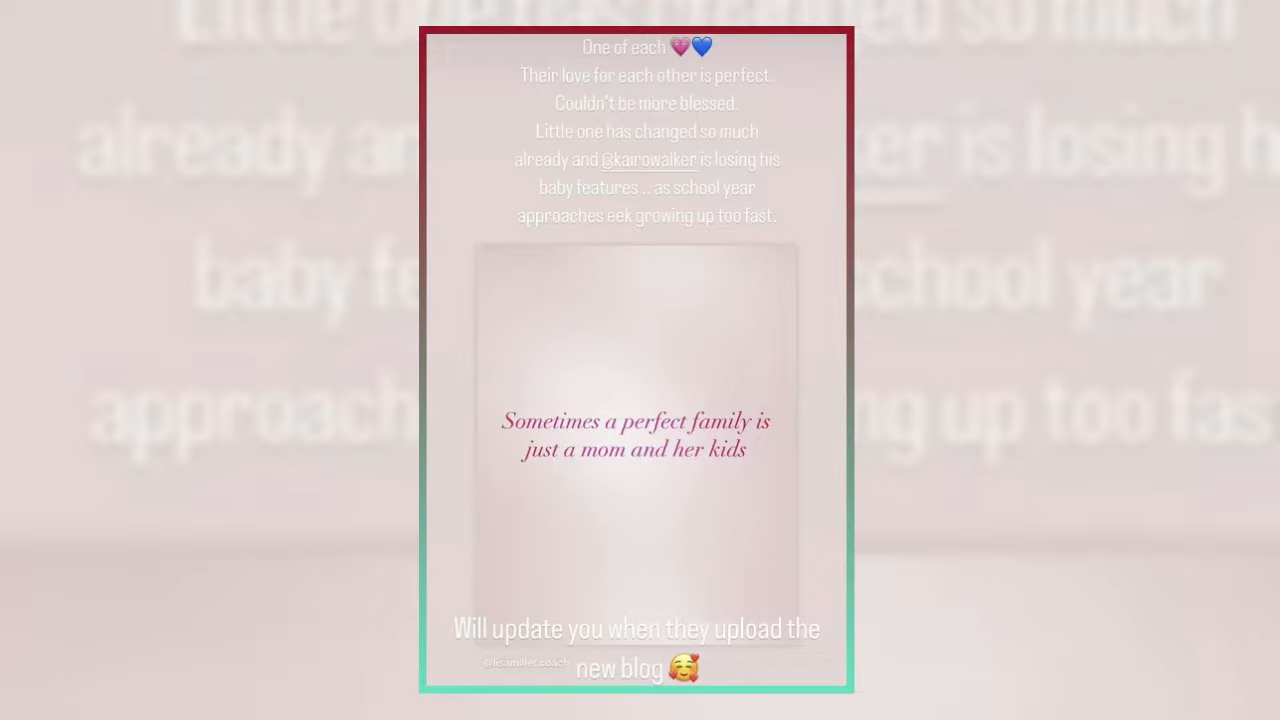 One of each 💗💙
Their love for each other is perfect.
Couldn't be more blessed.
Little one has changed so much
already and @kairowalker is losing his
baby features .. as school year
approaches eek growing up too fast.
Sometimes a perfect family is
just a mom and her kids
Will update you when they upload the
@lisamiller.coach new blog 🥰